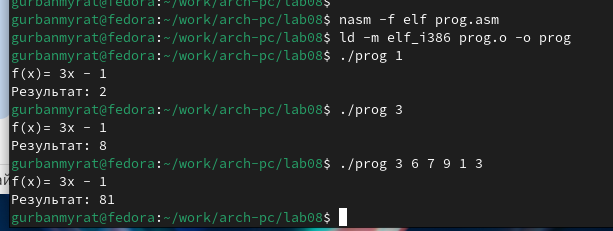 gurbanmyrat@fedora:~/work/arch-pc/lab08$
gurbanmyrat@fedora:~/work/arch-pc/lab08$ nasm -f elf prog.asm
gurbanmyrat@fedora:~/work/arch-pc/lab08$ ld -m elf_i386 prog.o -o prog
gurbanmyrat@fedora:~/work/arch-pc/lab08$ ./prog 1
f(x)= 3x - 1
Результат: 2
gurbanmyrat@fedora:~/work/arch-pc/lab08$ ./prog 3
f(x)= 3x - 1
Результат: 8
gurbanmyrat@fedora:~/work/arch-pc/lab08$ ./prog 3 6 7 9 1 3
f(x)= 3x - 1
Результат: 81
gurbanmyrat@fedora:~/work/arch-pc/lab08$